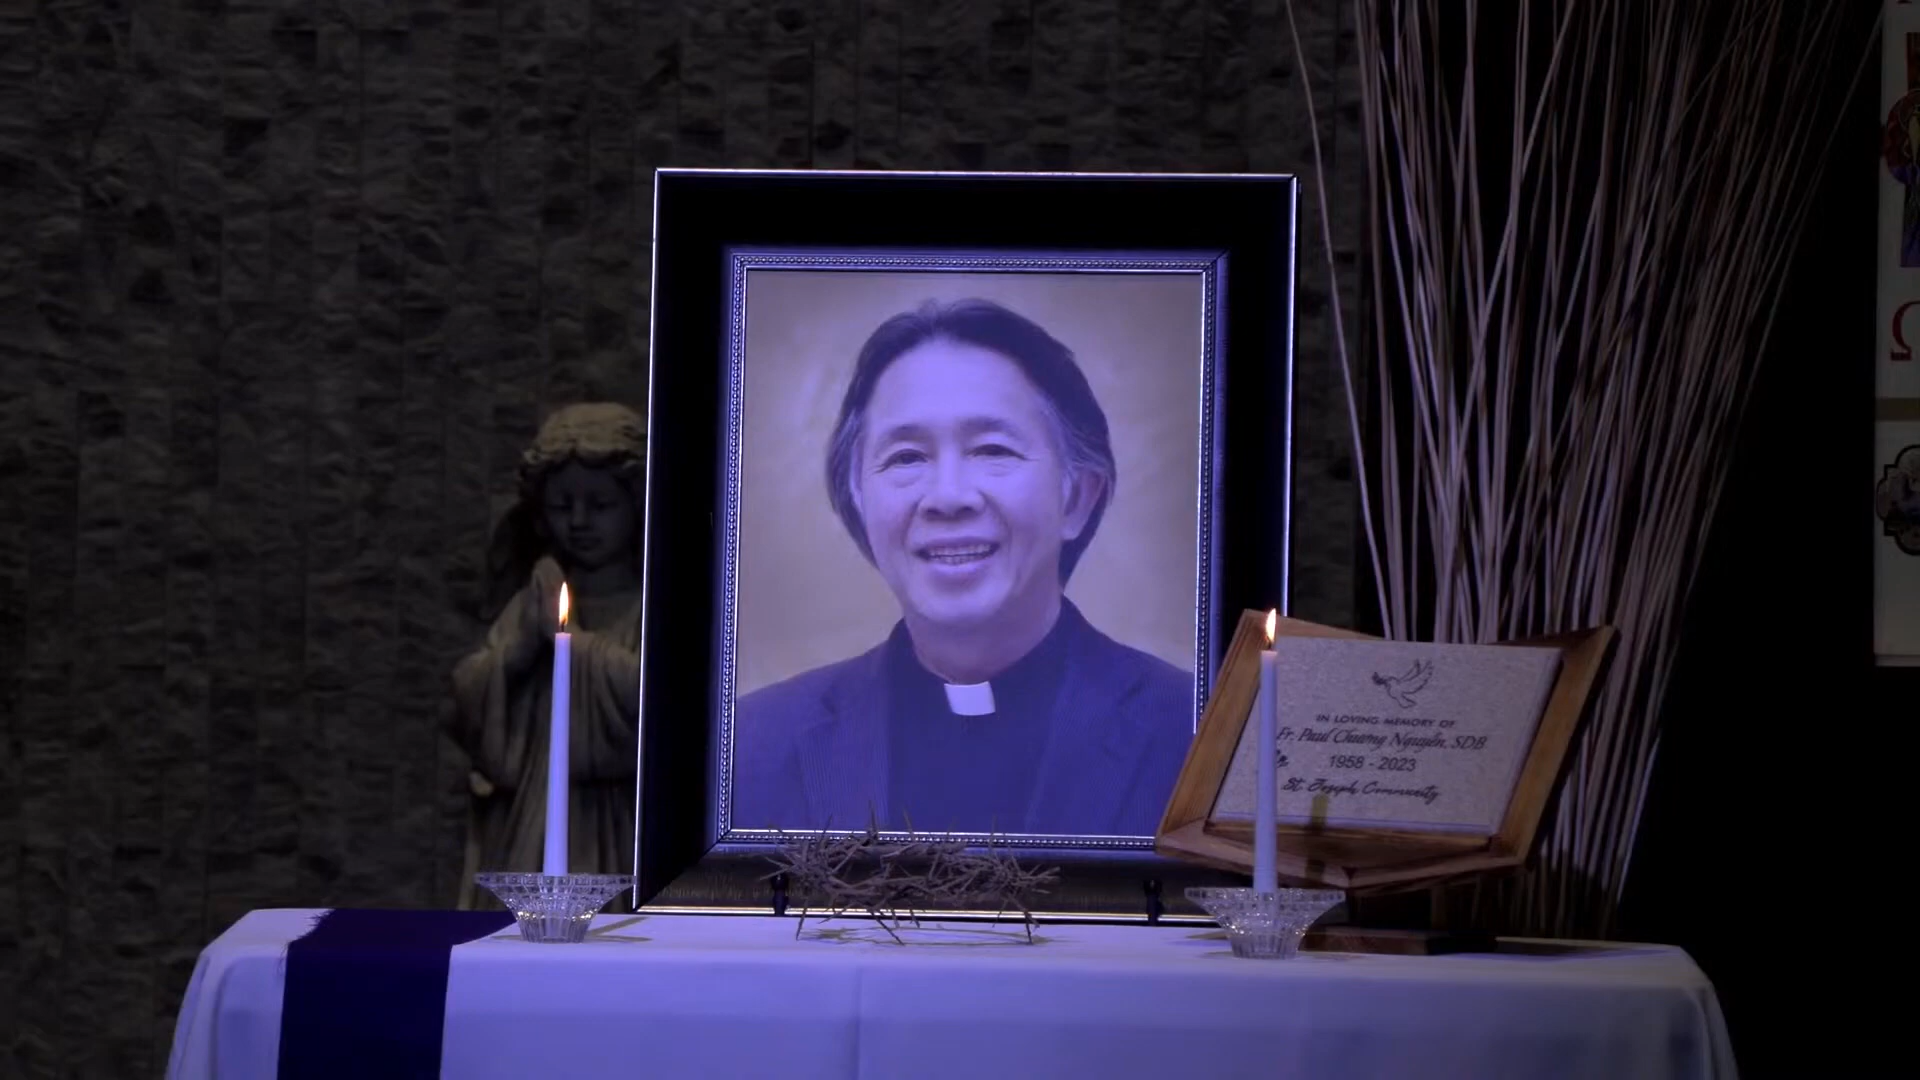 Ω
IN LOVING MEMORY OF
Fr. Paul Chương Nguyễn, SDB
1958 - 2023
St. Joseph Community